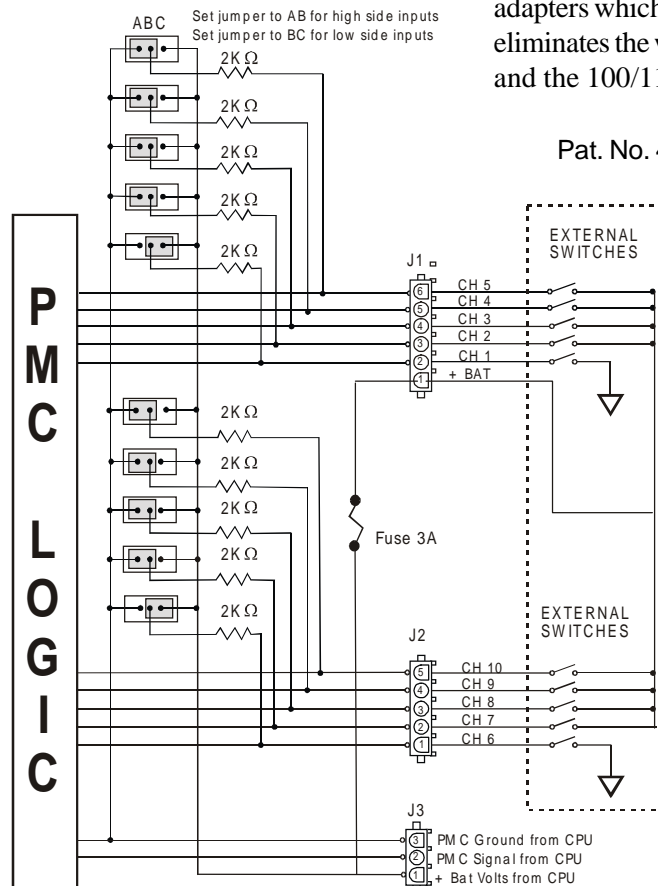 adapters which
eliminates the
and the 100/11
Pat. No.
ABC
Set jumper to AB for high side inputs
Set jumper to BC for low side inputs
2K Ω
2K Ω
2K Ω
2K Ω
2K Ω
PMC LOGIC
J1
6
5
4
3
2
1
CH 5
CH 4
CH 3
CH 2
CH 1
+ BAT
EXTERNAL
SWITCHES
2K Ω
2K Ω
2K Ω
2K Ω
2K Ω
Fuse 3A
J2
5
4
3
2
1
CH 10
CH 9
CH 8
CH 7
CH 6
EXTERNAL
SWITCHES
J3
3
2
1
PMC Ground from CPU
PMC Signal from CPU
+ Bat Volts from CPU